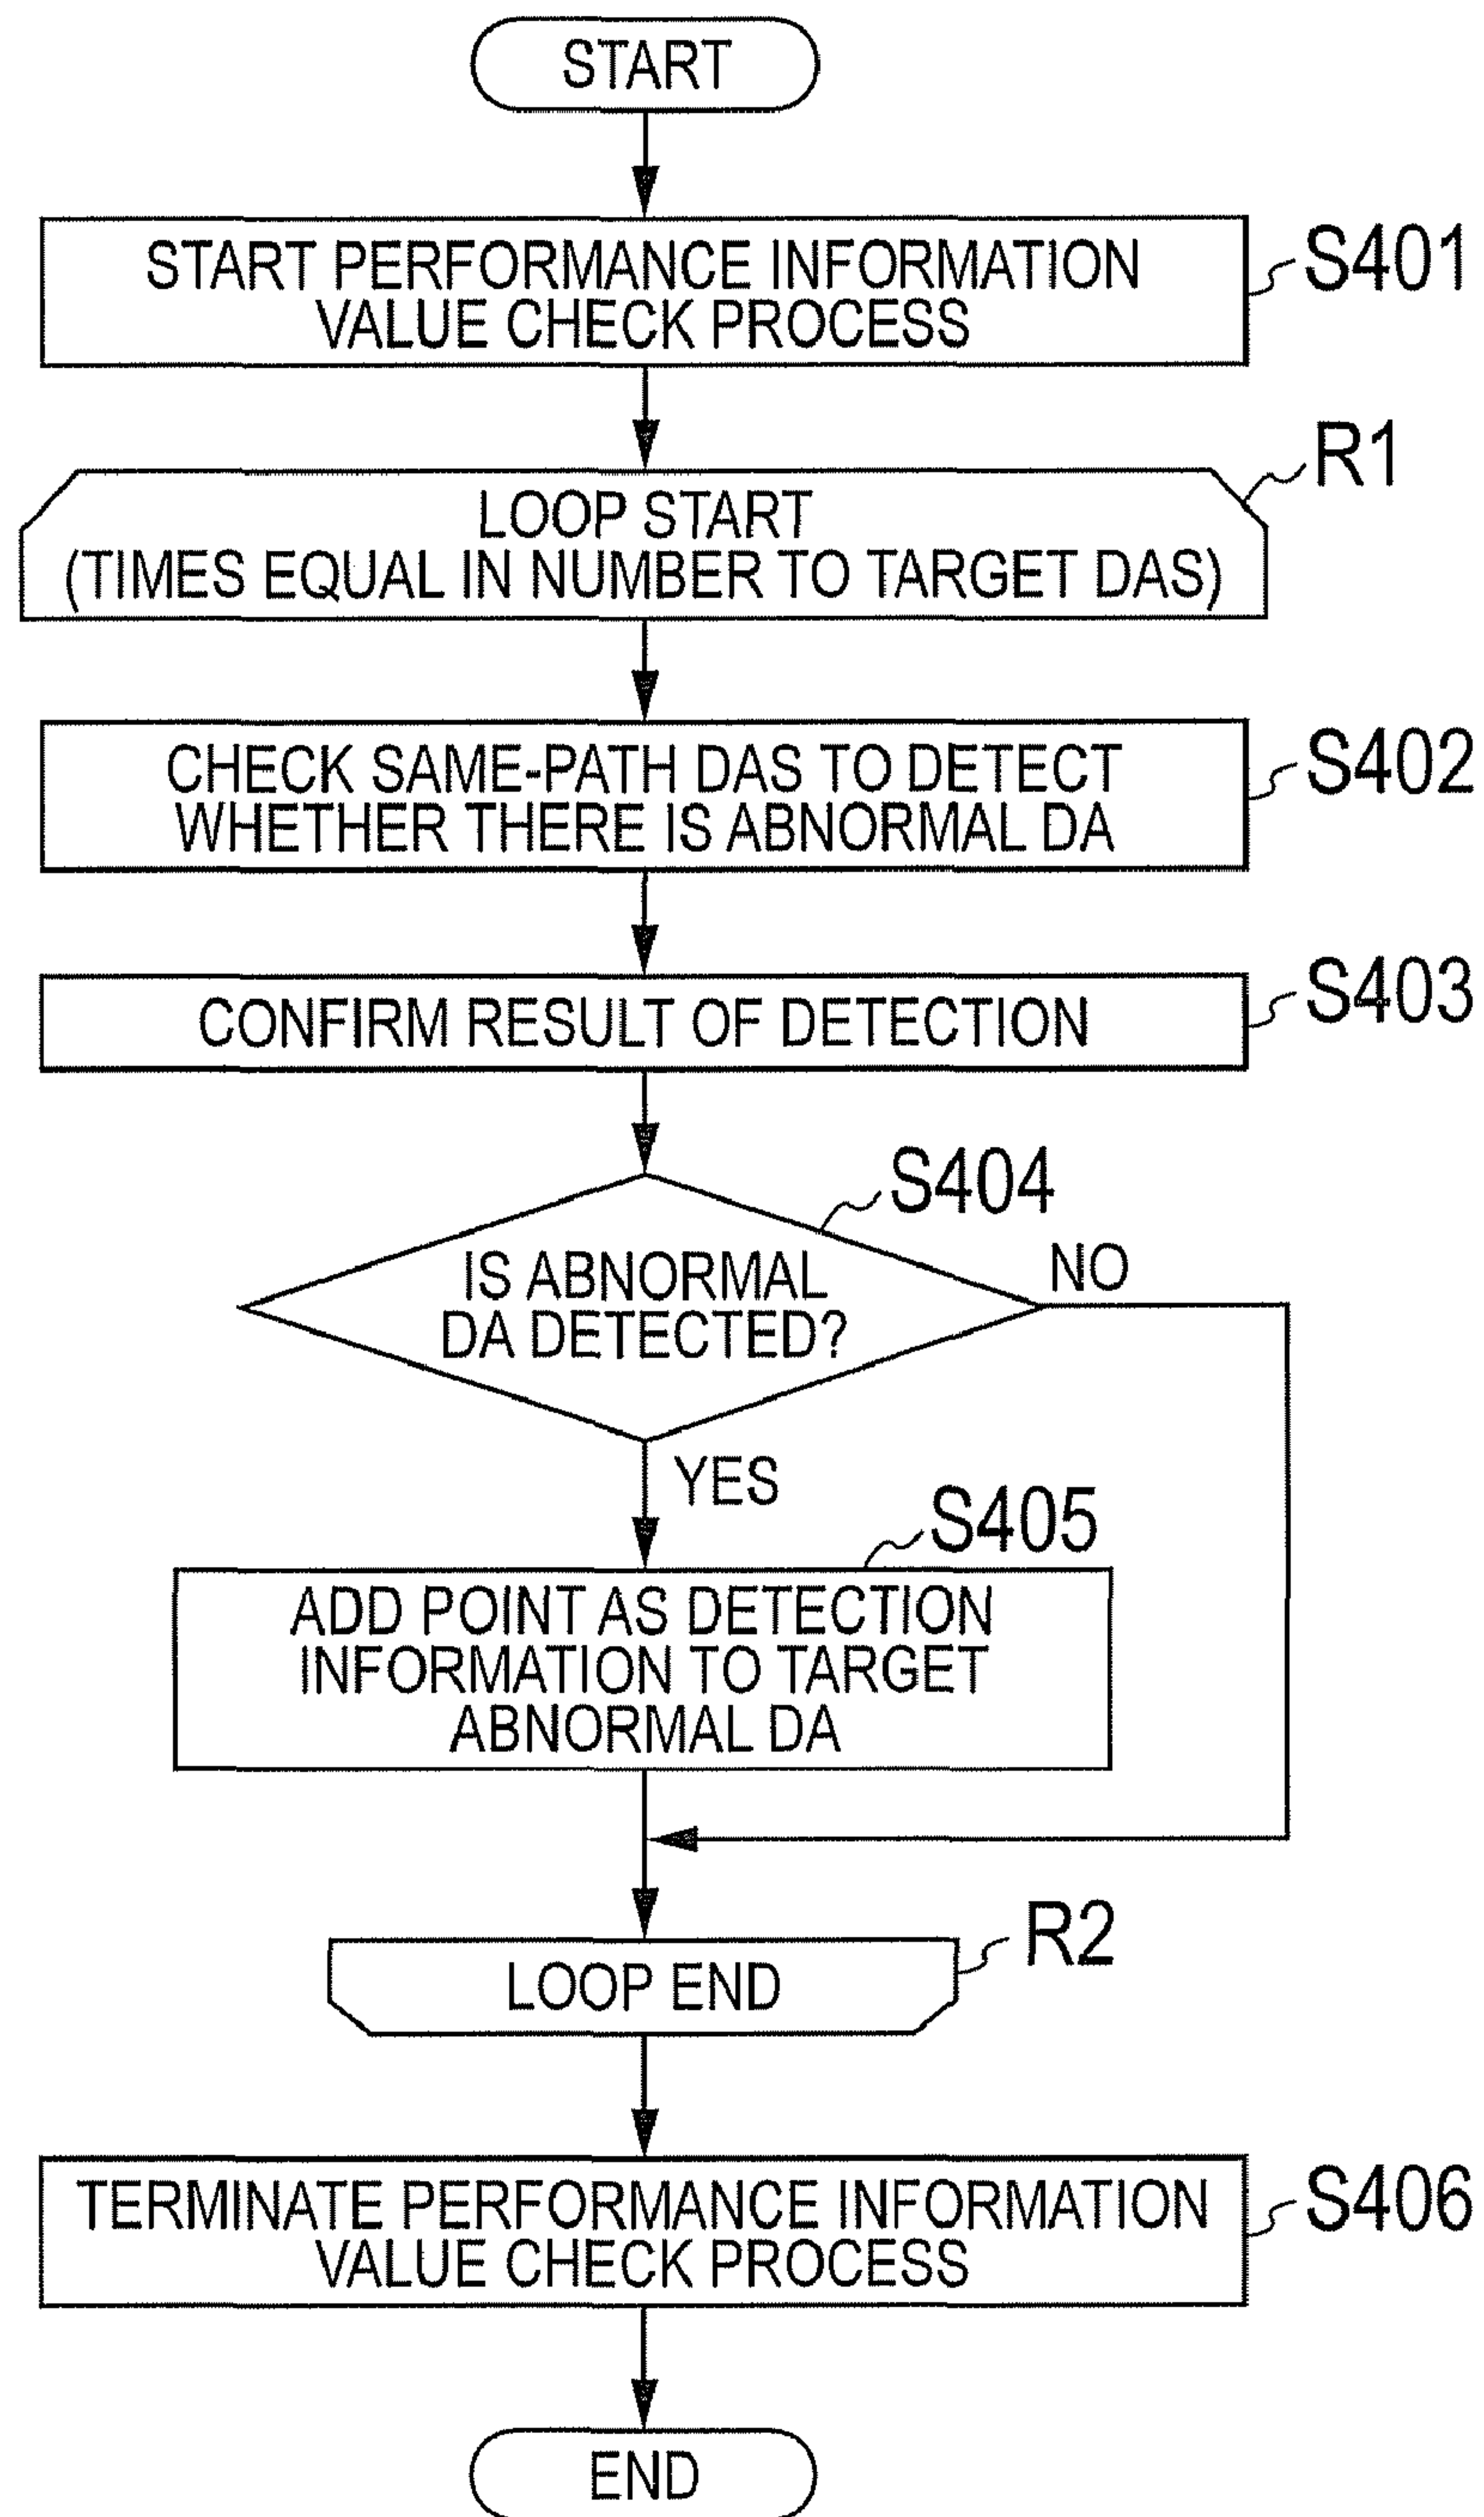 START
START PERFORMANCE INFORMATION
VALUE CHECK PROCESS
S401
LOOP START
(TIMES EQUAL IN NUMBER TO TARGET DAS)
R1
CHECK SAME-PATH DAS TO DETECT
WHETHER THERE IS ABNORMAL DA
S402
CONFIRM RESULT OF DETECTION
S403
S404
IS ABNORMAL
DA DETECTED?
NO
YES
S405
ADD POINT AS DETECTION
INFORMATION TO TARGET
ABNORMAL DA
R2
LOOP END
TERMINATE PERFORMANCE INFORMATION
VALUE CHECK PROCESS
S406
END